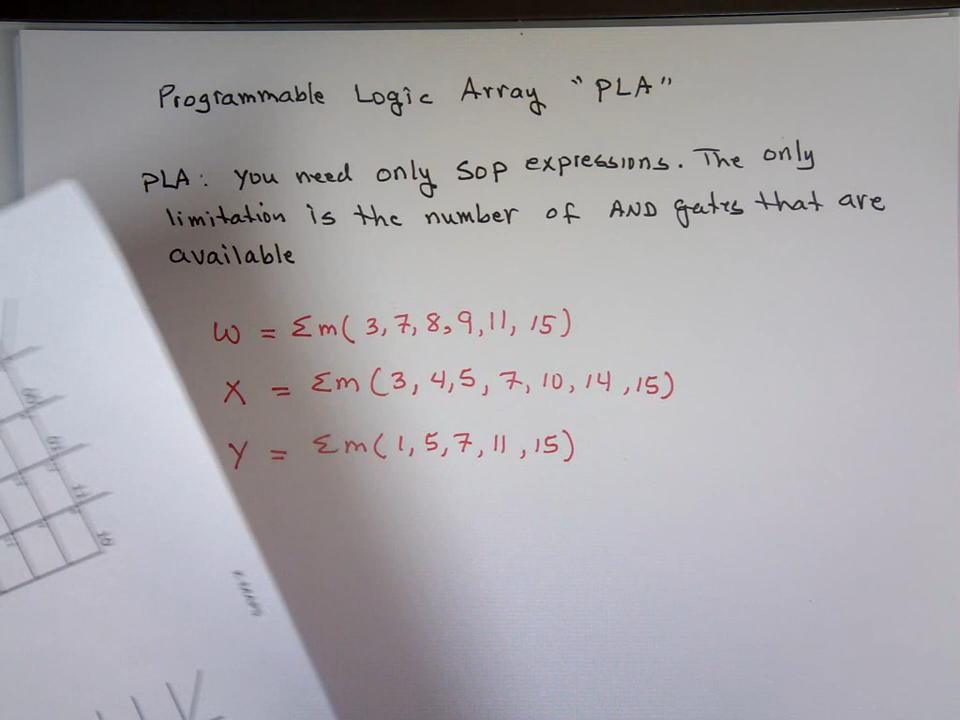 Programmable Logic Array "PLA"
PLA: You need only SOP expressions. The only
limitation is the number of AND gates that are
available
W = Σm( 3, 7, 8, 9, 11, 15)
X = Σm (3, 4, 5, 7, 10, 14, 15)
Y = Σm( 1, 5, 7, 11, 15)